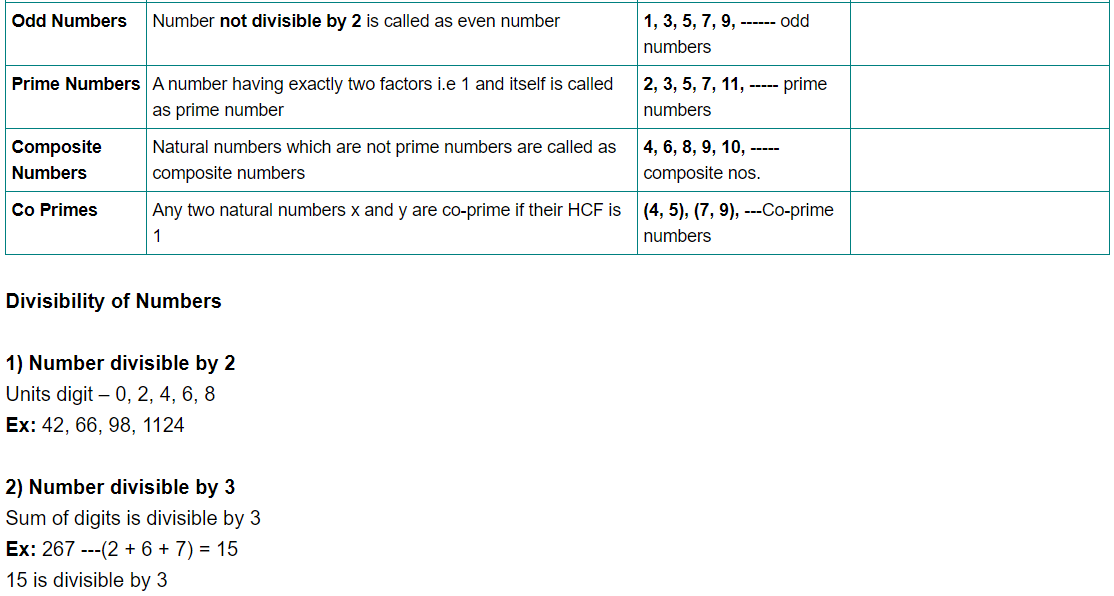 Odd Numbers
Number not divisible by 2 is called as even number
1, 3, 5, 7, 9, ------ odd
numbers
Prime Numbers
A number having exactly two factors i.e 1 and itself is called
as prime number
2, 3, 5, 7, 11, ----- prime
numbers
Composite
Numbers
Natural numbers which are not prime numbers are called as
composite numbers
4, 6, 8, 9, 10, -----
composite nos.
Co Primes
Any two natural numbers x and y are co-prime if their HCF is
1
(4, 5), (7, 9), ---Co-prime
numbers
Divisibility of Numbers
1) Number divisible by 2
Units digit – 0, 2, 4, 6, 8
Ex: 42, 66, 98, 1124
2) Number divisible by 3
Sum of digits is divisible by 3
Ex: 267 ---(2 + 6 + 7) = 15
15 is divisible by 3